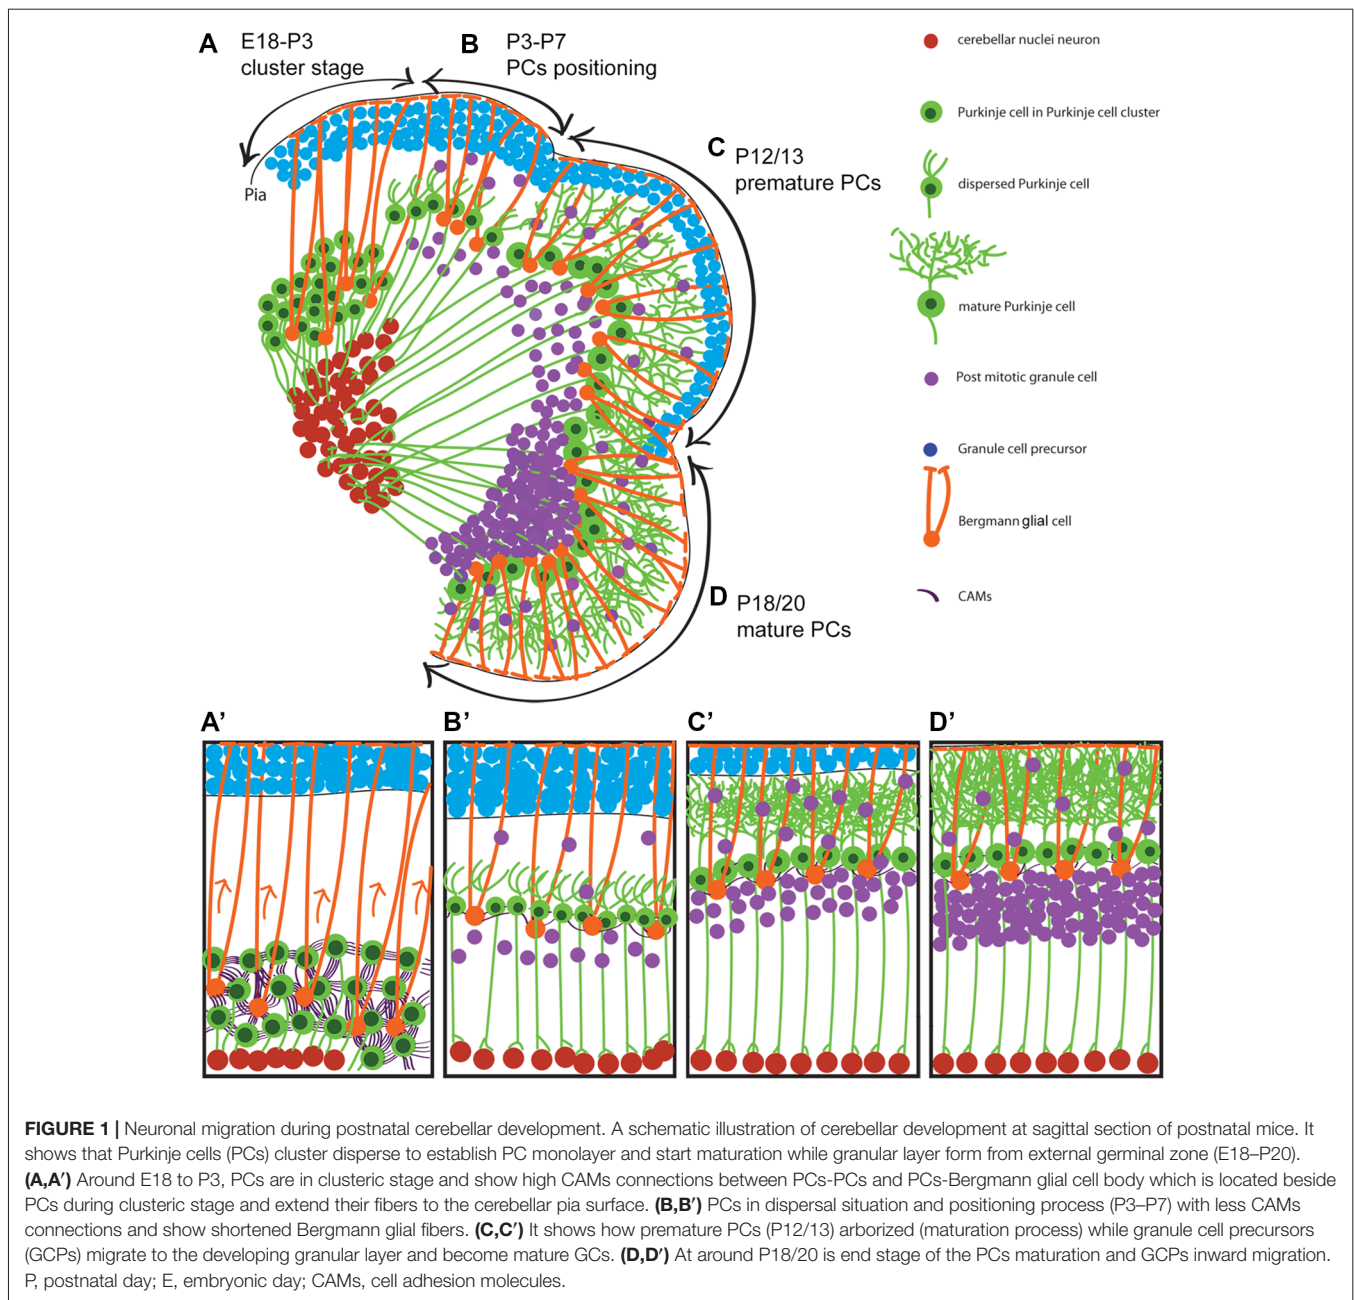 A E18-P3
cluster stage
B P3-P7
PCs positioning
C P12/13
premature PCs
D P18/20
mature PCs
Pia
cerebellar nuclei neuron
Purkinje cell in Purkinje cell cluster
dispersed Purkinje cell
mature Purkinje cell
Post mitotic granule cell
Granule cell precursor
Bergmann glial cell
CAMs
A’
B’
C’
D’
FIGURE 1 | Neuronal migration during postnatal cerebellar development. A schematic illustration of cerebellar development at sagittal section of postnatal mice. It
shows that Purkinje cells (PCs) cluster disperse to establish PC monolayer and start maturation while granular layer form from external germinal zone (E18–P20).
(A,A′) Around E18 to P3, PCs are in clusteric stage and show high CAMs connections between PCs-PCs and PCs-Bergmann glial cell body which is located beside
PCs during clusteric stage and extend their fibers to the cerebellar pia surface. (B,B′) PCs in dispersal situation and positioning process (P3–P7) with less CAMs
connections and show shortened Bergmann glial fibers. (C,C′) It shows how premature PCs (P12/13) arborized (maturation process) while granule cell precursors
(GCPs) migrate to the developing granular layer and become mature GCs. (D,D′) At around P18/20 is end stage of the PCs maturation and GCPs inward migration.
P, postnatal day; E, embryonic day; CAMs, cell adhesion molecules.